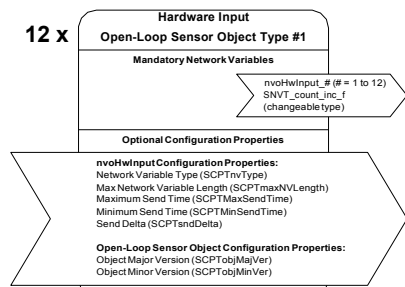 12 x
Hardware Input
Open-Loop Sensor Object Type #1
Mandatory Network Variables
nvoHwInput_# (# = 1 to 12)
SNVT_count_inc_f
(changeable type)
Optional Configuration Properties
nvoHwInput Configuration Properties:
Network Variable Type (SCPTnvType)
Max Network Variable Length (SCPTmaxNVLength)
Maximum Send Time (SCPTMaxSendTime)
Minimum Send Time (SCPTMinSendTime)
Send Delta (SCPTsndDelta)
Open-Loop Sensor Object Configuration Properties:
Object Major Version (SCPTobjMajVer)
Object Minor Version (SCPTobjMinVer)